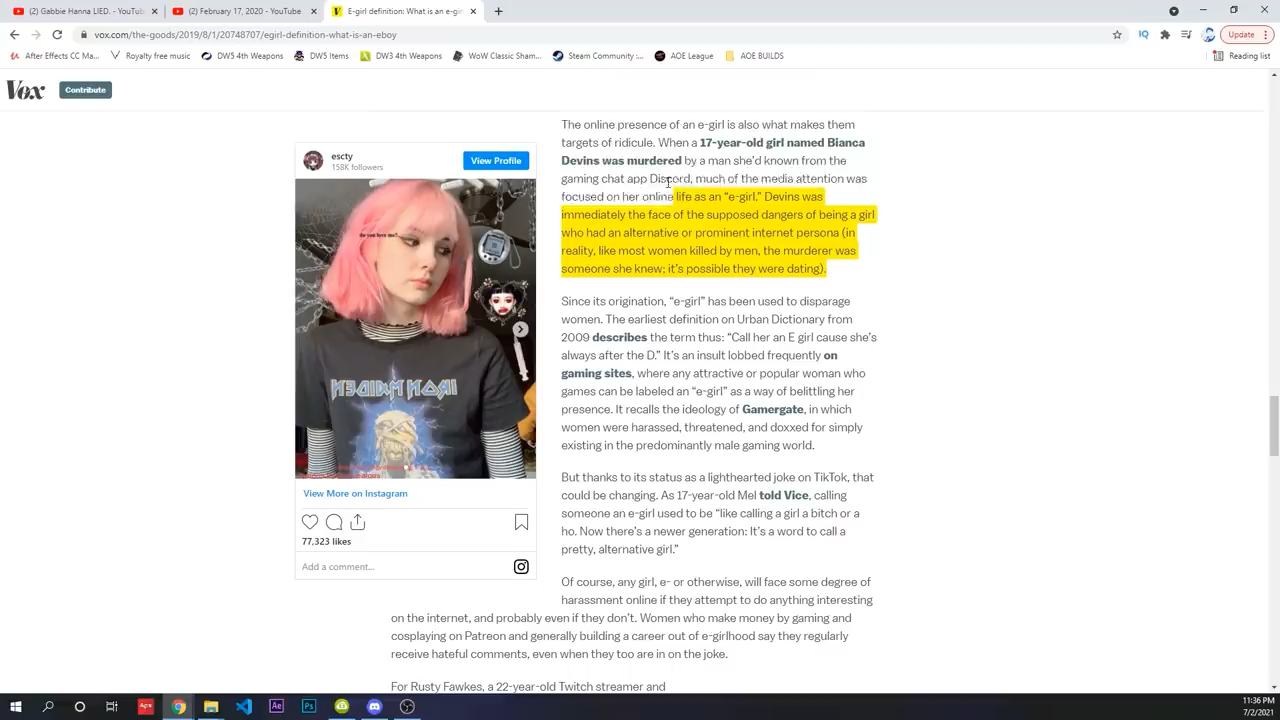 (2) Gabbie Hanna LIED. - YouTube
(2) February 17, 2020 - YouTube
E-girl definition: What is an e-gir
vox.com/the-goods/2019/8/1/20748707/egirl-definition-what-is-an-eboy
Update
After Effects CC Ma...
Royalty free music
DW5 4th Weapons
DW5 Items
DW3 4th Weapons
WoW Classic Sham...
Steam Community :...
AOE League
AOE BUILDS
Reading list
Vox
Contribute
escty
158K followers
View Profile
do you love me?
IRON MAIDEN
View More on Instagram
77,323 likes
Add a comment...
The online presence of an e-girl is also what makes them
targets of ridicule. When a 17-year-old girl named Bianca
Devins was murdered by a man she'd known from the
gaming chat app Discord, much of the media attention was
focused on her online life as an “e-girl.” Devins was
immediately the face of the supposed dangers of being a girl
who had an alternative or prominent internet persona (in
reality, like most women killed by men, the murderer was
someone she knew; it's possible they were dating).
Since its origination, “e-girl” has been used to disparage
women. The earliest definition on Urban Dictionary from
2009 describes the term thus: “Call her an E girl cause she's
always after the D.” It's an insult lobbed frequently on
gaming sites, where any attractive or popular woman who
games can be labeled an “e-girl” as a way of belittling her
presence. It recalls the ideology of Gamergate, in which
women were harassed, threatened, and doxxed for simply
existing in the predominantly male gaming world.
But thanks to its status as a lighthearted joke on TikTok, that
could be changing. As 17-year-old Mel told Vice, calling
someone an e-girl used to be “like calling a girl a bitch or a
ho. Now there's a newer generation: It's a word to call a
pretty, alternative girl.”
Of course, any girl, e- or otherwise, will face some degree of
harassment online if they attempt to do anything interesting
on the internet, and probably even if they don't. Women who make money by gaming and
cosplaying on Patreon and generally building a career out of e-girlhood say they regularly
receive hateful comments, even when they too are in on the joke.
For Rusty Fawkes, a 22-year-old Twitch streamer and
11:36 PM
7/2/2021